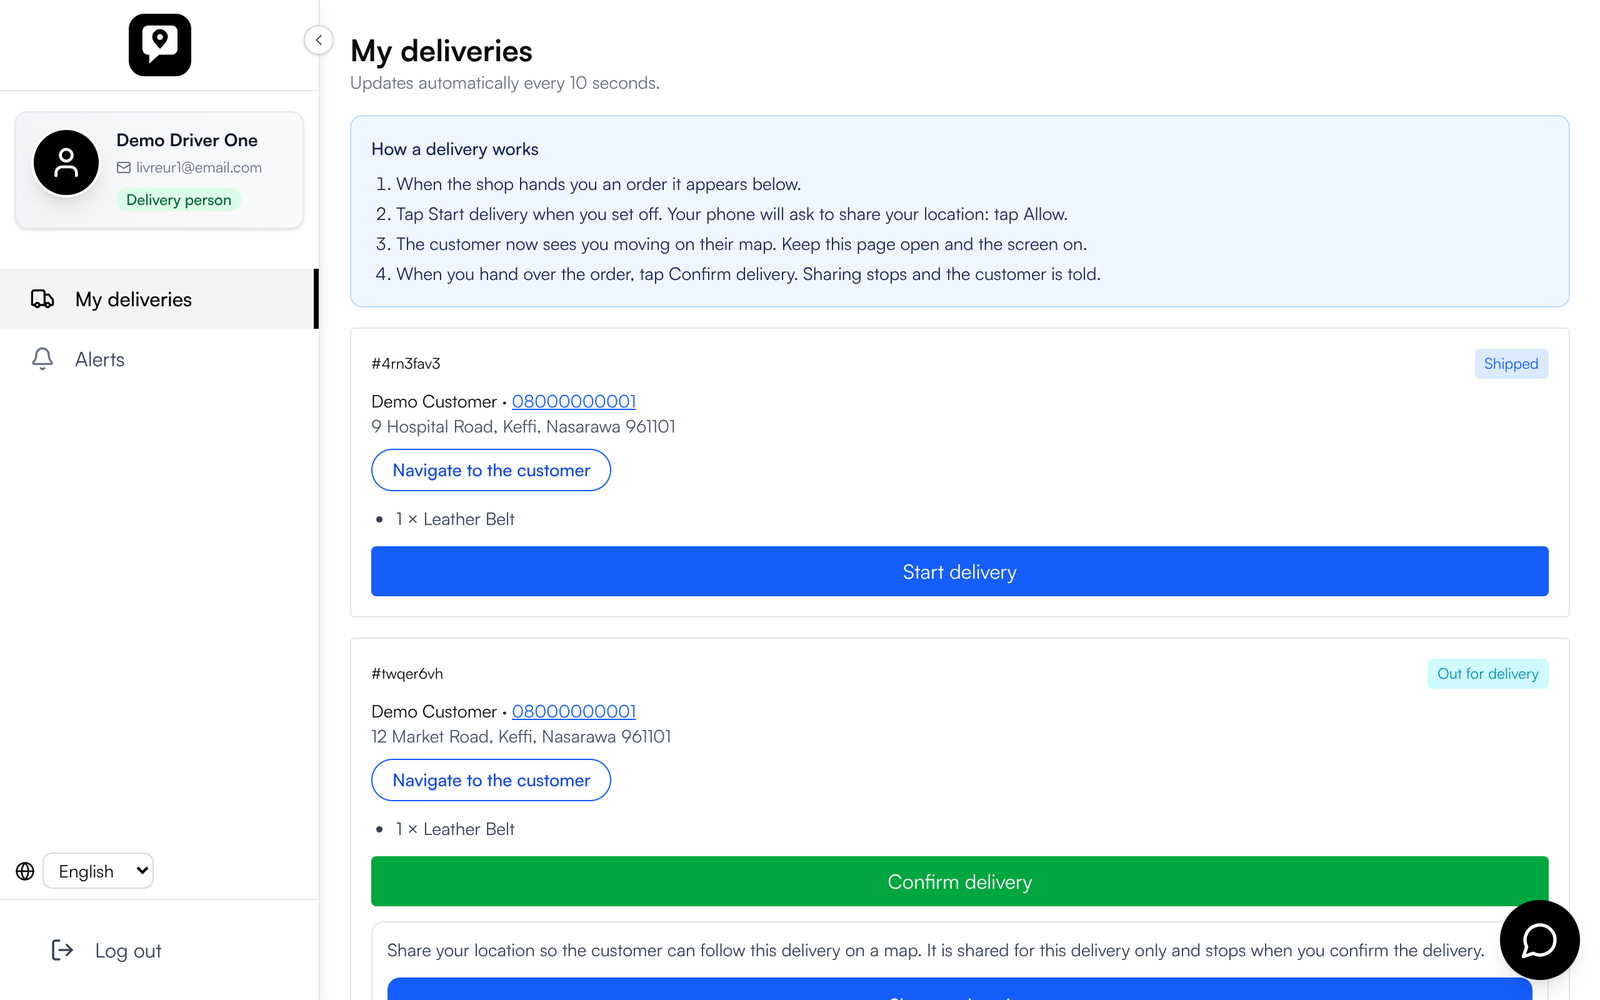 My deliveries
Updates automatically every 10 seconds.
Demo Driver One
livreur1@email.com
Delivery person
My deliveries
Alerts
English
Log out
How a delivery works
1. When the shop hands you an order it appears below.
2. Tap Start delivery when you set off. Your phone will ask to share your location: tap Allow.
3. The customer now sees you moving on their map. Keep this page open and the screen on.
4. When you hand over the order, tap Confirm delivery. Sharing stops and the customer is told.
#4rn3fav3
Shipped
Demo Customer · 08000000001
9 Hospital Road, Keffi, Nasarawa 961101
Navigate to the customer
• 1 × Leather Belt
Start delivery
#twqer6vh
Out for delivery
Demo Customer · 08000000001
12 Market Road, Keffi, Nasarawa 961101
Navigate to the customer
• 1 × Leather Belt
Confirm delivery
Share your location so the customer can follow this delivery on a map. It is shared for this delivery only and stops when you confirm the delivery.